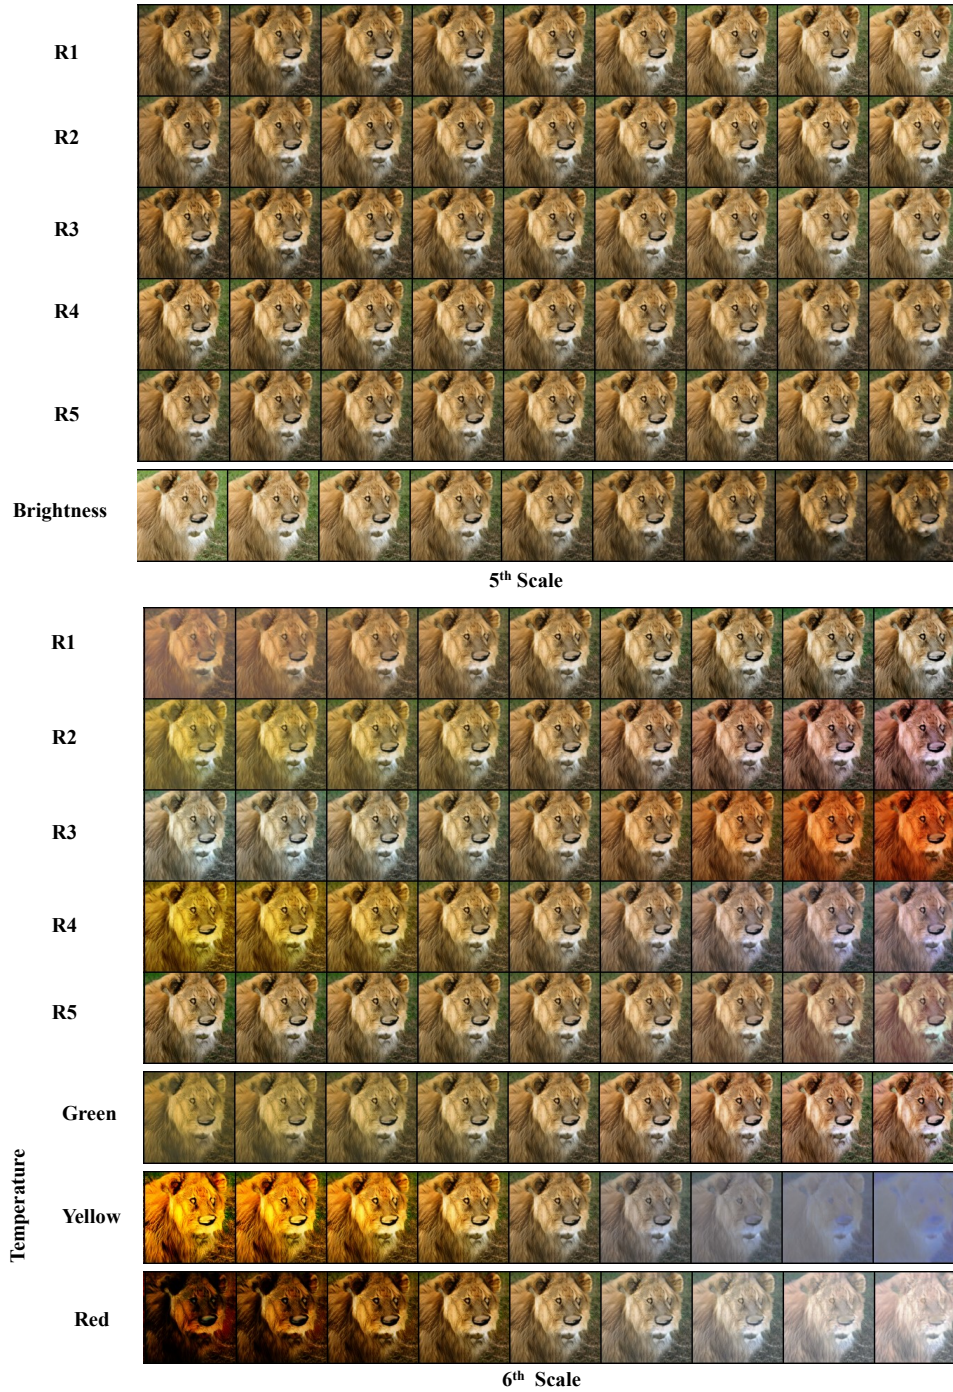 R1
R2
R3
R4
R5
Brightness
5th Scale
R1
R2
R3
R4
R5
Temperature
Green
Yellow
Red
6th Scale